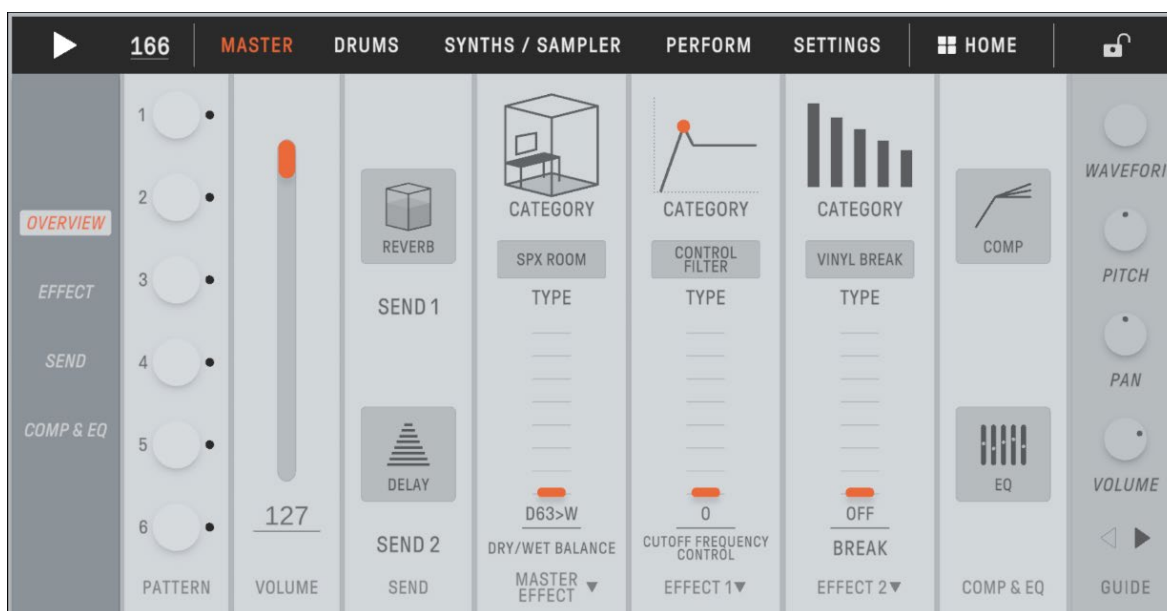 166 MASTER DRUMS SYNTHS / SAMPLER PERFORM SETTINGS HOME
OVERVIEW
EFFECT
SEND
COMP & EQ
1
2
3
4
5
6
PATTERN
127
VOLUME
REVERB
SEND 1
DELAY
SEND 2
SEND
CATEGORY
SPX ROOM
TYPE
D63>W
DRY/WET BALANCE
MASTER
EFFECT
CATEGORY
CONTROL
FILTER
TYPE
0
CUTOFF FREQUENCY
CONTROL
EFFECT 1
CATEGORY
VINYL BREAK
TYPE
OFF
BREAK
EFFECT 2
COMP
EQ
COMP & EQ
WAVEFOR
PITCH
PAN
VOLUME
GUIDE